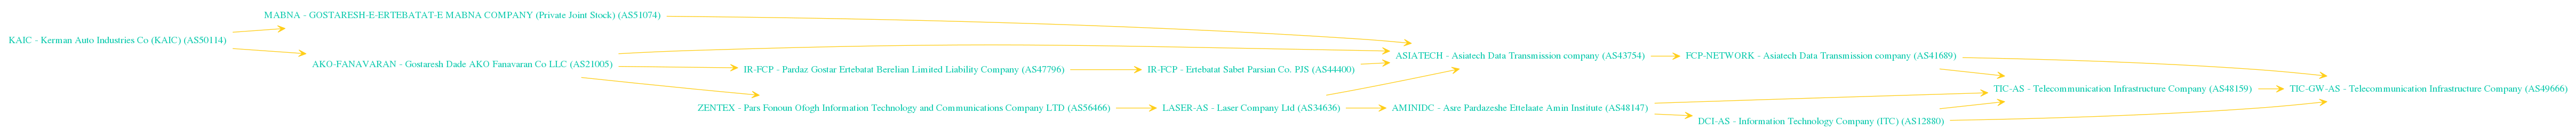 MABNA - GOSTARESH-E-ERTEBATAT-E MABNA COMPANY (Private Joint Stock) (AS51074)
KAIC - Kerman Auto Industries Co (KAIC) (AS50114)
AKO-FANAVARAN - Gostaresh Dade AKO Fanavaran Co LLC (AS21005)
IR-FCP - Pardaz Gostar Ertebatat Berelian Limited Liability Company (AS47796)
IR-FCP - Ertebatat Sabet Parsian Co. PJS (AS44400)
ASIATECH - Asiatech Data Transmission company (AS43754)
FCP-NETWORK - Asiatech Data Transmission company (AS41689)
ZENTEX - Pars Fonoun Ofogh Information Technology and Communications Company LTD (AS56466)
LASER-AS - Laser Company Ltd (AS34636)
AMINIDC - Asre Pardazeshe Ettelaate Amin Institute (AS48147)
TIC-AS - Telecommunication Infrastructure Company (AS48159)
TIC-GW-AS - Telecommunication Infrastructure Company (AS49666)
DCI-AS - Information Technology Company (ITC) (AS12880)